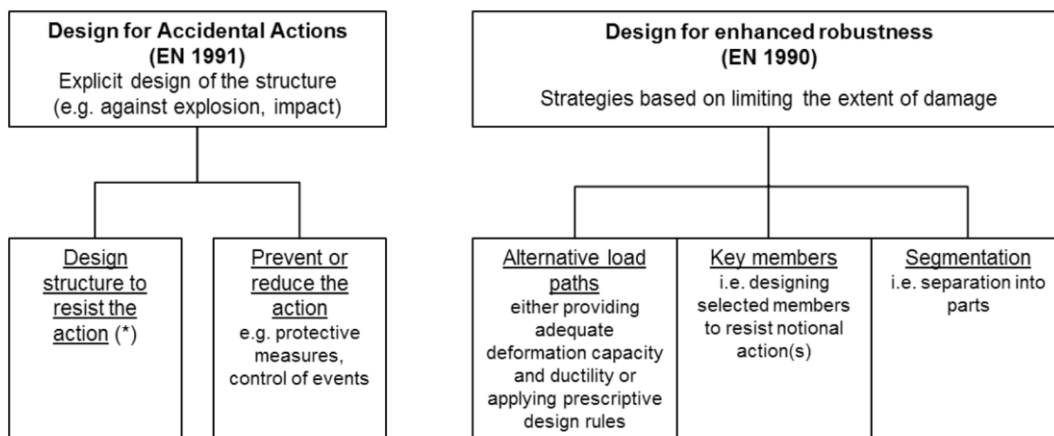 Design for Accidental Actions
(EN 1991)
Explicit design of the structure
(e.g. against explosion, impact)
Design
structure to
resist the
action (*)
Prevent or
reduce the
action
e.g. protective
measures,
control of events
Design for enhanced robustness
(EN 1990)
Strategies based on limiting the extent of damage
Alternative load
paths
either providing
adequate
deformation capacity
and ductility or
applying prescriptive
design rules
Key members
i.e. designing
selected members
to resist notional
action(s)
Segmentation
i.e. separation into
parts